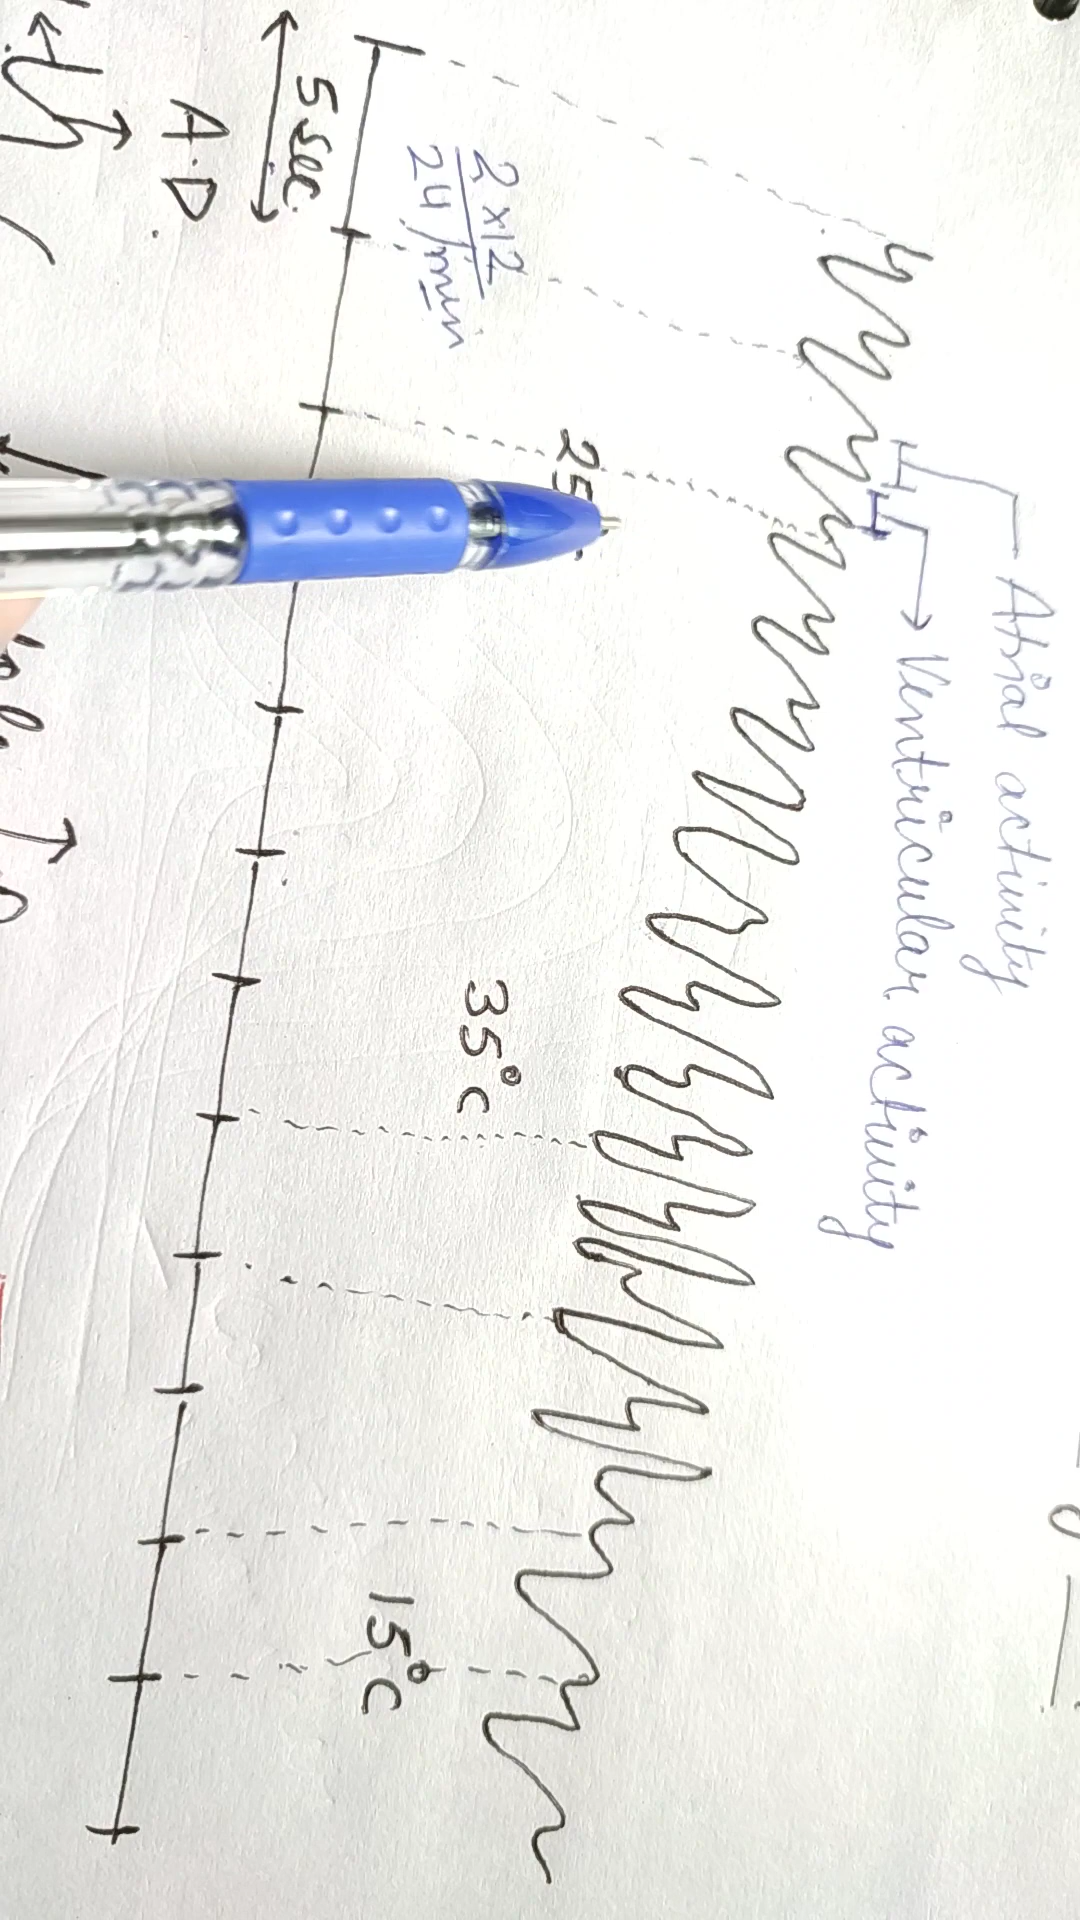 Atrial activity
Ventricular activity
25
35°C
15°C
2 x 12
24/min
5 sec.
A.D.